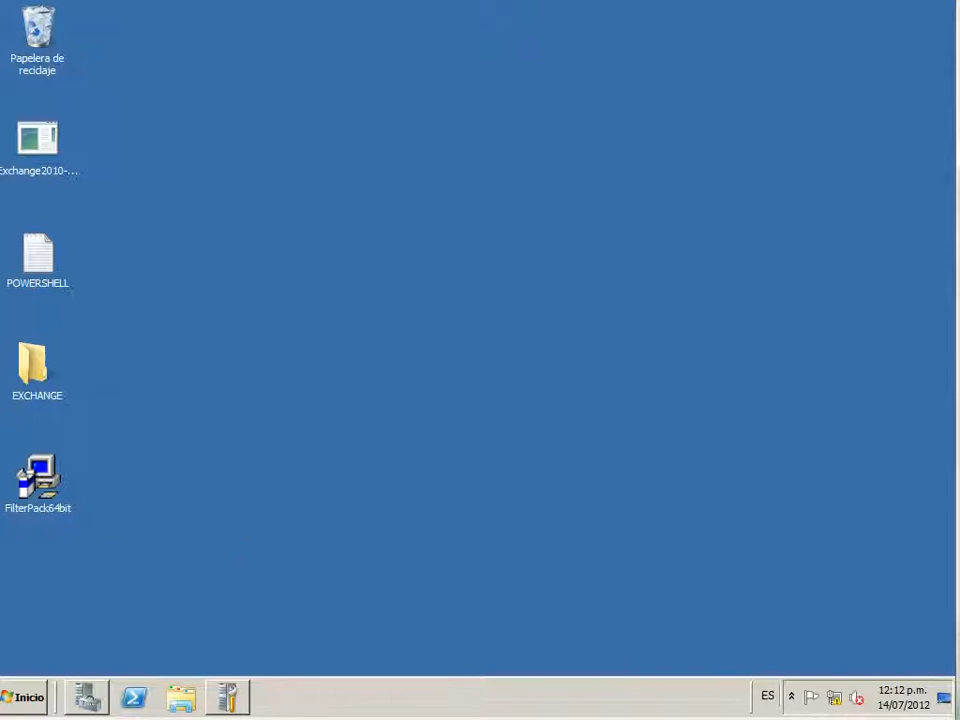 Papelera de
reciclaje
Exchange2010-...
POWERSHELL
EXCHANGE
FilterPack64bit
Inicio
ES
12:12 p.m.
14/07/2012